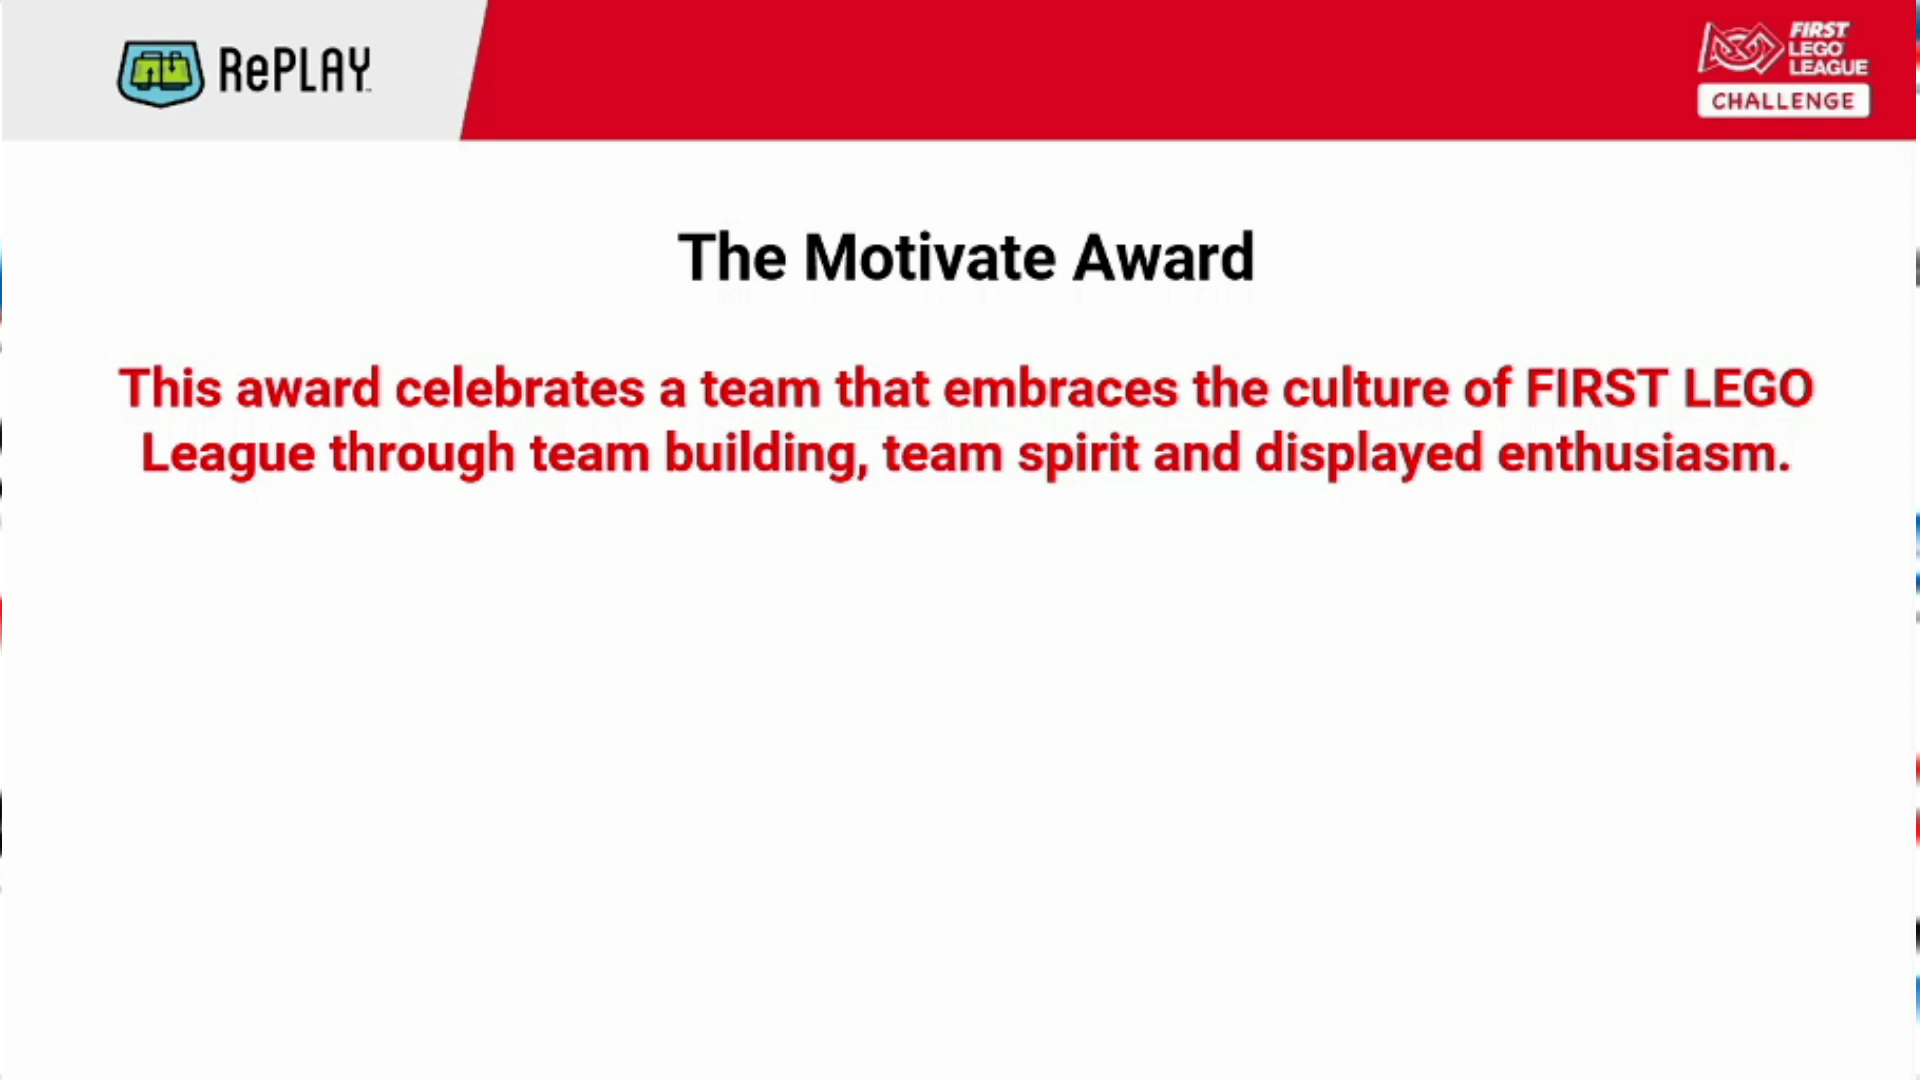 RePLAY
FIRST
LEGO
LEAGUE
CHALLENGE
The Motivate Award
This award celebrates a team that embraces the culture of FIRST LEGO
League through team building, team spirit and displayed enthusiasm.